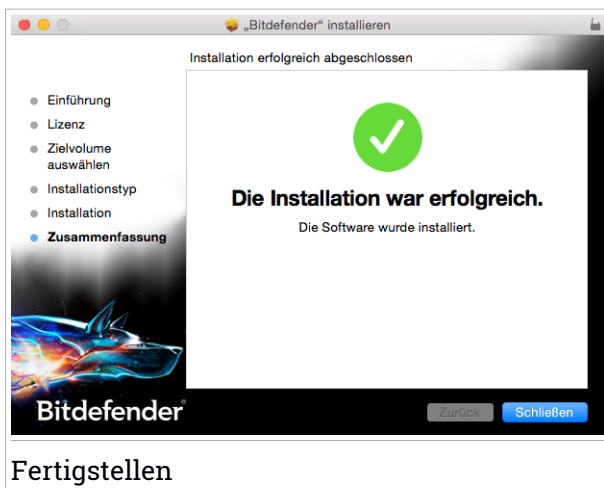 „Bitdefender“ installieren
Installation erfolgreich abgeschlossen
Einführung
Lizenz
Zielvolume
auswählen
Installationstyp
Installation
Zusammenfassung
Die Installation war erfolgreich.
Die Software wurde installiert.
Bitdefender®
Zurück
Schließen
Fertigstellen